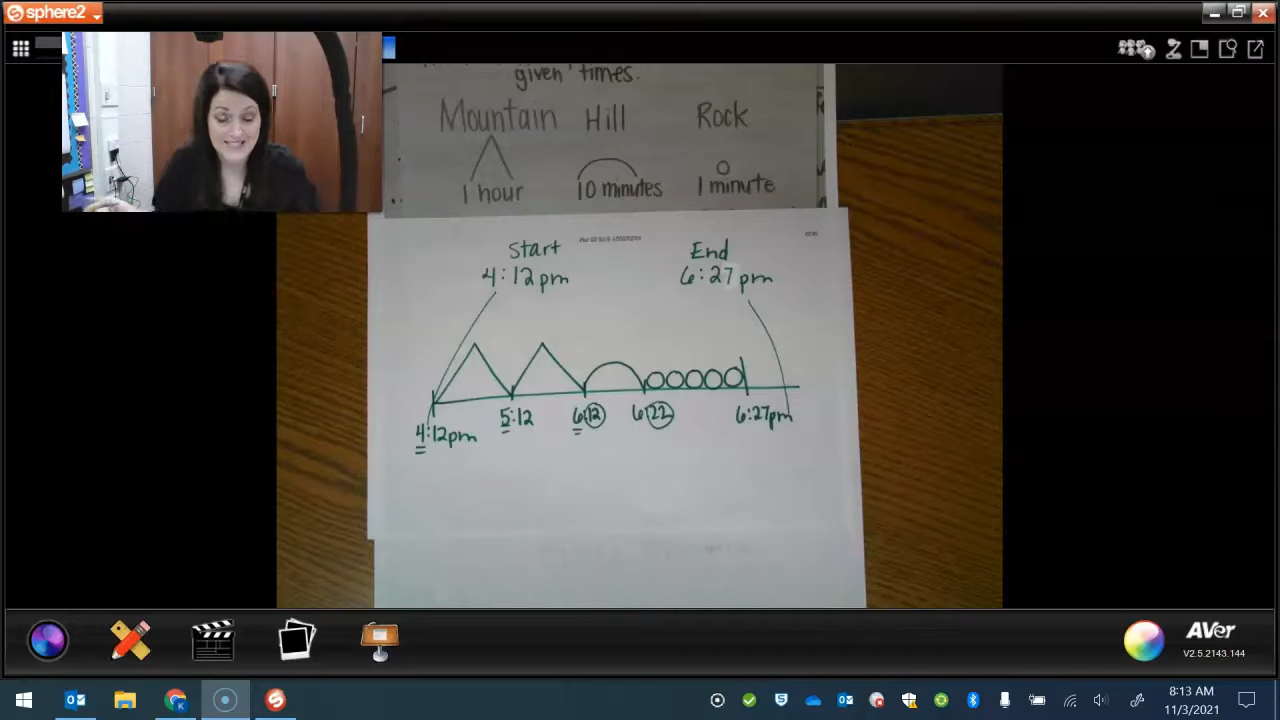 sphere2
given times.
Mountain Hill Rock
1 hour 10 minutes 1 minute
Start End
4:12 pm 6:27 pm
4:12pm 5:12 6:12 6:22 6:27pm
AVer
V2.5.2143.144
8:13 AM
11/3/2021